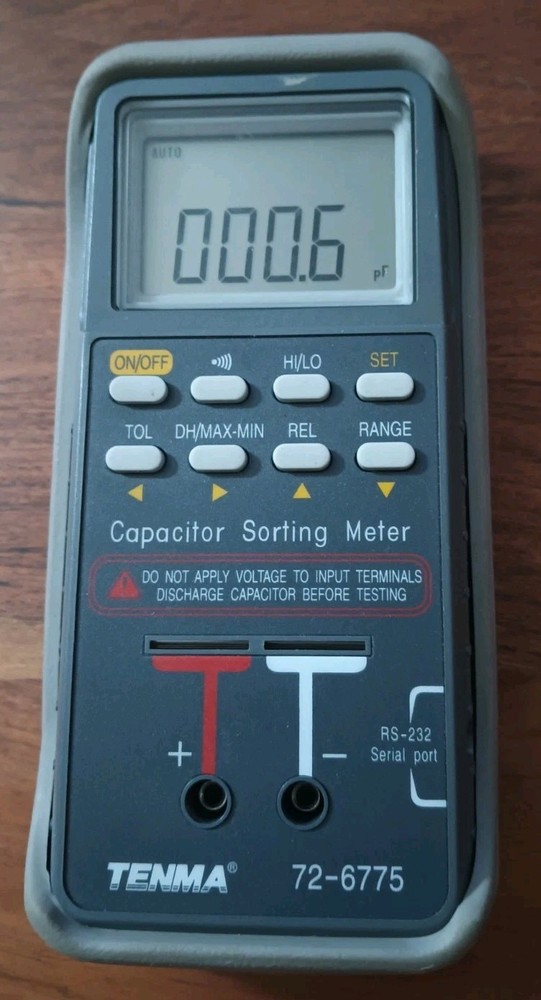 AUTO
000.6 pF
ON/OFF HI/LO SET
TOL DH/MAX-MIN REL RANGE
Capacitor Sorting Meter
DO NOT APPLY VOLTAGE TO INPUT TERMINALS
DISCHARGE CAPACITOR BEFORE TESTING
RS-232
Serial port
+ −
TENMA® 72-6775